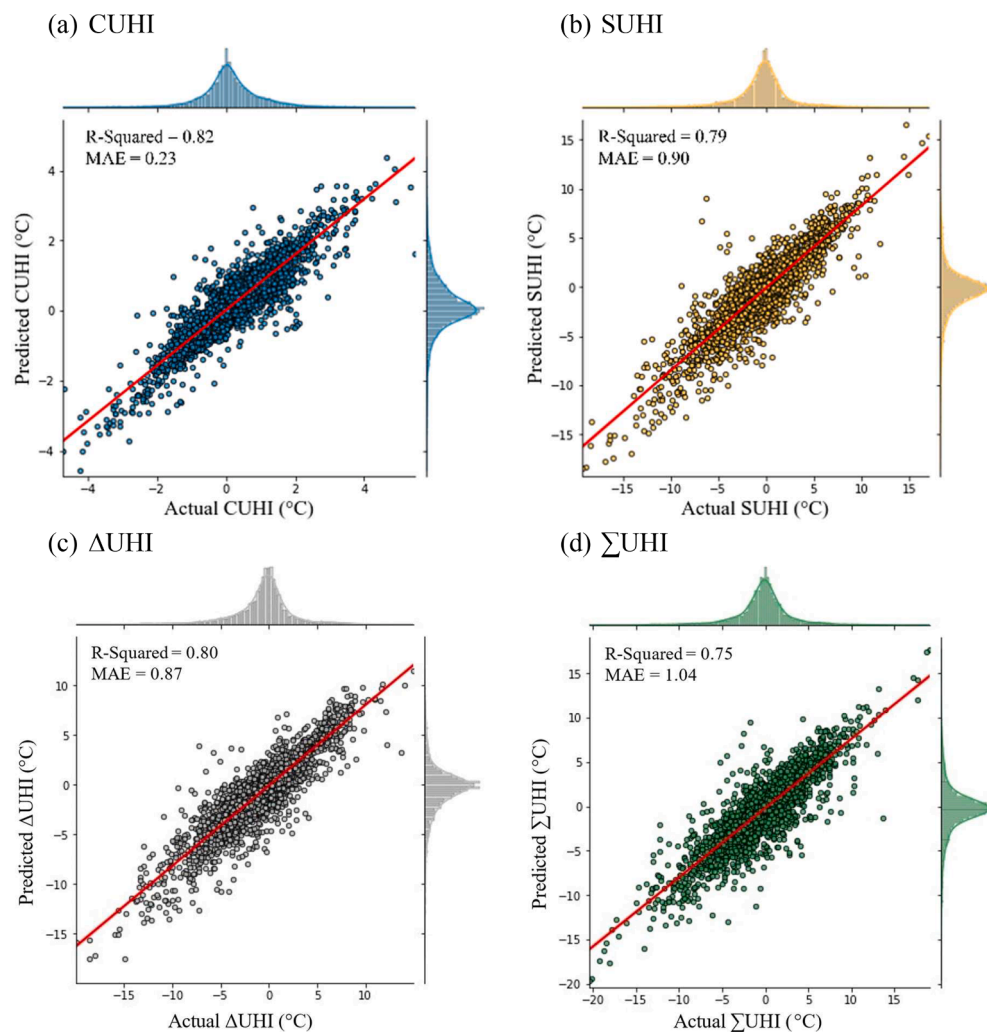 (a) CUHI
R-Squared – 0.82
MAE = 0.23
Predicted CUHI (°C)
4
2
0
−2
−4
−4 −2 0 2 4
Actual CUHI (°C)
(b) SUHI
R-Squared = 0.79
MAE = 0.90
Predicted SUHI (°C)
15
10
5
0
−5
−10
−15
−15 −10 −5 0 5 10 15
Actual SUHI (°C)
(c) ΔUHI
R-Squared = 0.80
MAE = 0.87
Predicted ΔUHI (°C)
10
5
0
−5
−10
−15
−15 −10 −5 0 5 10
Actual ΔUHI (°C)
(d) ∑UHI
R-Squared = 0.75
MAE = 1.04
Predicted ∑UHI (°C)
15
10
5
0
−5
−10
−15
−20
−20 −15 −10 −5 0 5 10 15
Actual ∑UHI (°C)